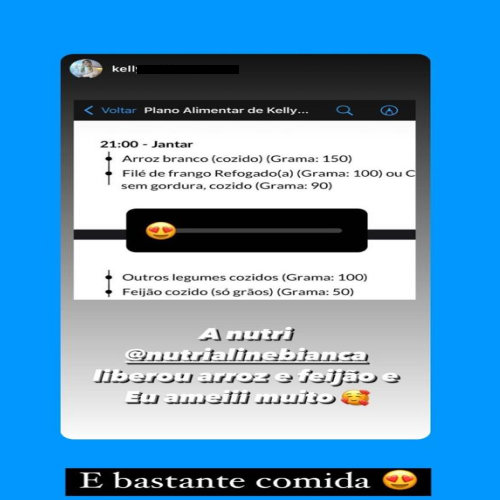 kell
Voltar Plano Alimentar de Kelly...
21:00 - Jantar
Arroz branco (cozido) (Grama: 150)
Filé de frango Refogado(a) (Grama: 100) ou C
sem gordura, cozido (Grama: 90)
Outros legumes cozidos (Grama: 100)
Feijão cozido (só grãos) (Grama: 50)
A nutri
@nutrialinebianca
liberou arroz e feijão e
Eu ameiii muito 🥰
E bastante comida 😍